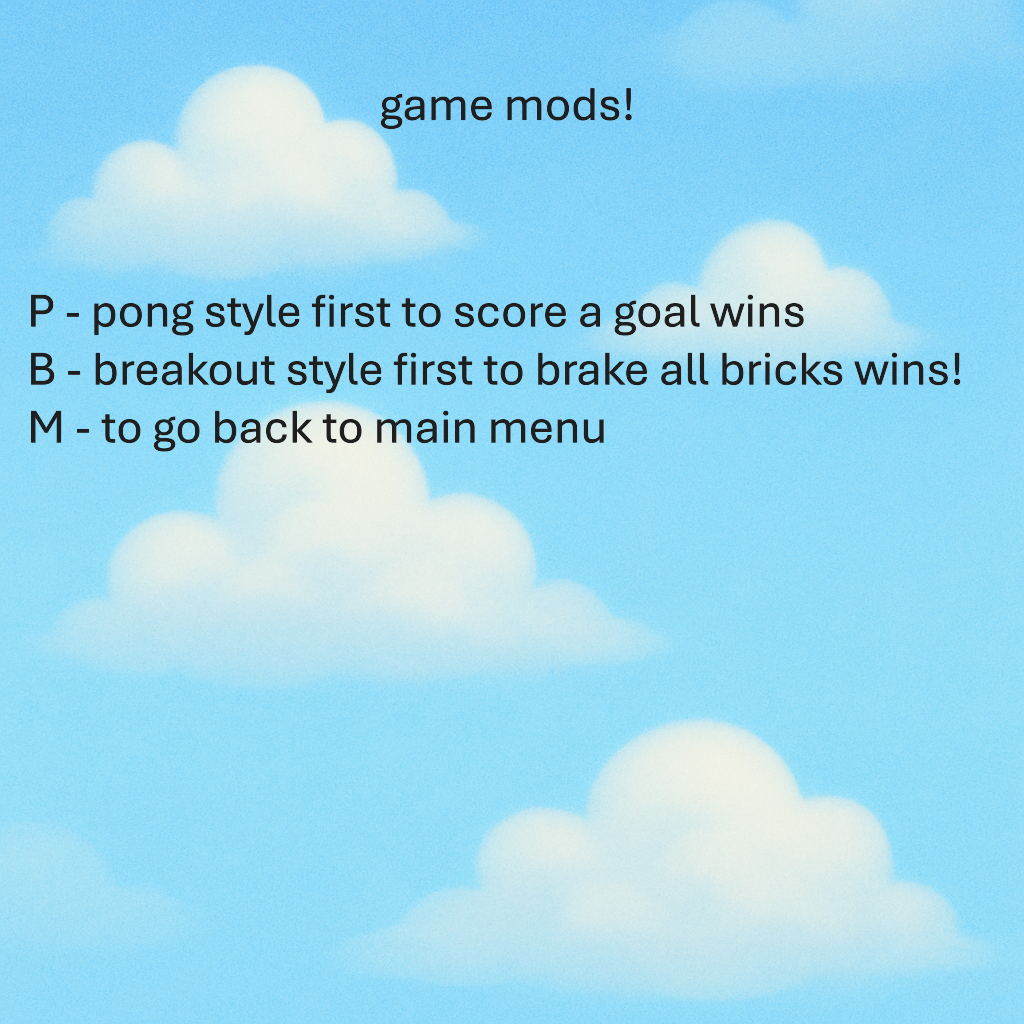 game mods!
P - pong style first to score a goal wins
B - breakout style first to brake all bricks wins!
M - to go back to main menu